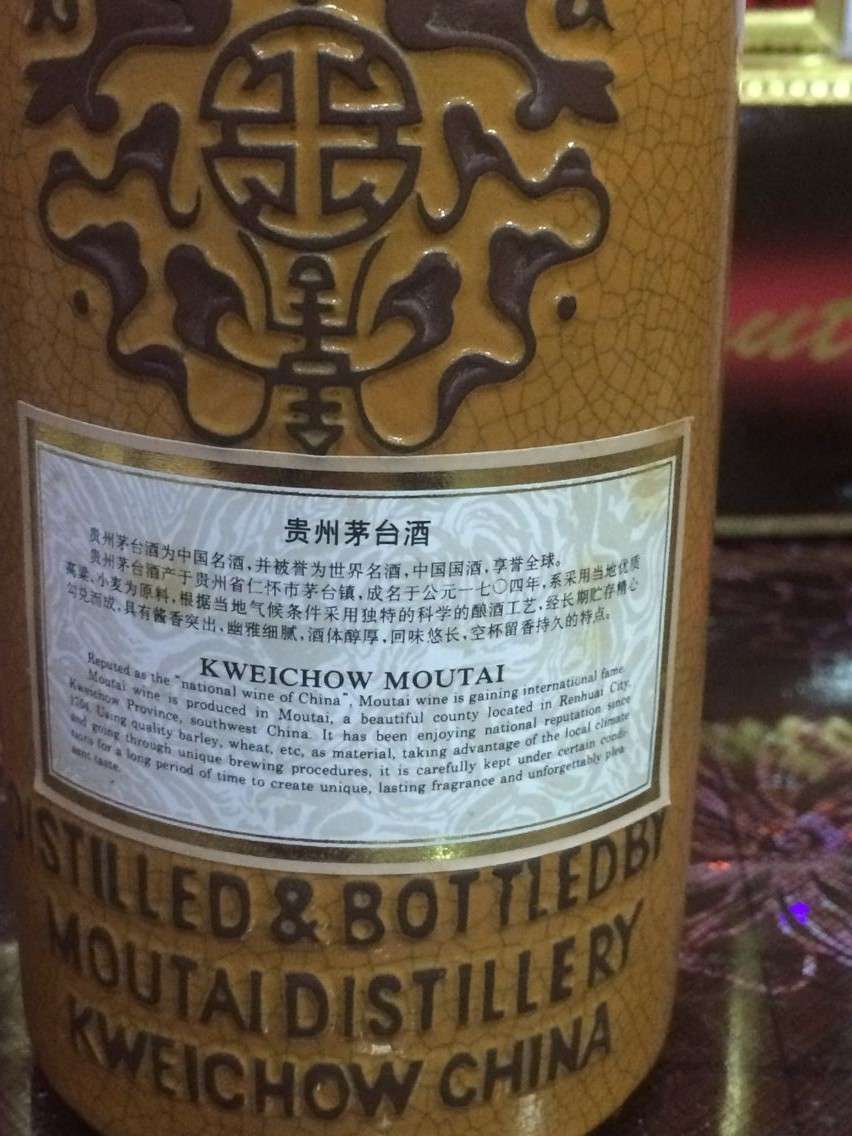 贵州茅台酒
贵州茅台酒为中国名酒,并被誉为世界名酒,中国国酒,享誉全球。
贵州茅台酒产于贵州省仁怀市茅台镇,成名于公元一七〇四年,系采用当地优质
高粱、小麦为原料,根据当地气候条件采用独特的科学的酿酒工艺,经长期贮存精心
勾兑而成,具有酱香突出,幽雅细腻,酒体醇厚,回味悠长,空杯留香持久的特点。
KWEICHOW MOUTAI
Reputed as the "national wine of China", Moutai wine is gaining international fame.
Moutai wine is produced in Moutai, a beautiful county located in Renhuai City,
Kweichow Province, southwest China. It has been enjoying national reputation since
1704. Using quality barley, wheat, etc, as material, taking advantage of the local climate
and going through unique brewing procedures, it is carefully kept under certain condi-
tions for a long period of time to create unique, lasting fragrance and unforgettably plea-
sant taste.
DISTILLED & BOTTLED BY
MOUTAI DISTILLERY
KWEICHOW CHINA